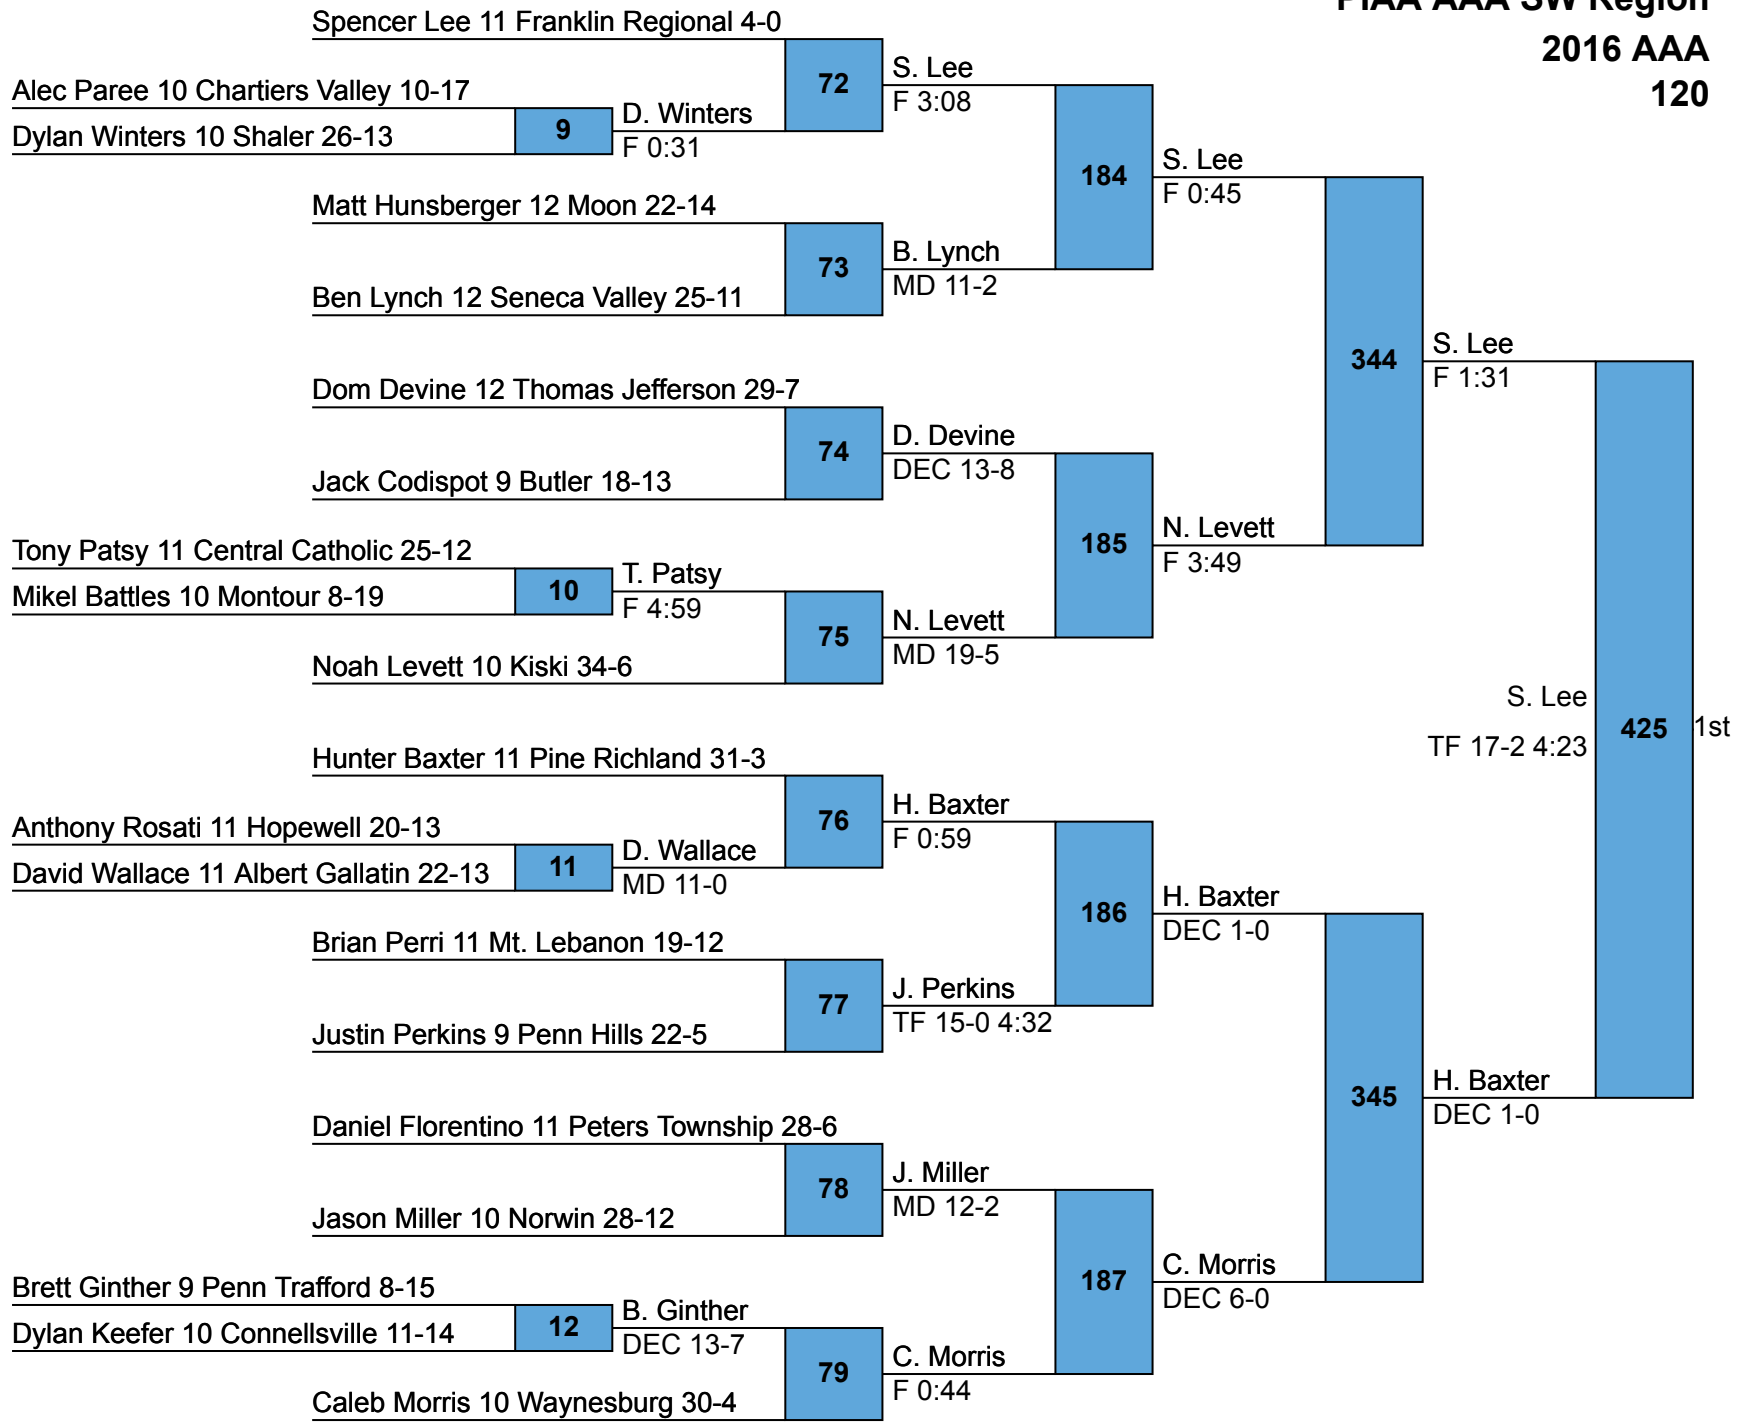 PIAA AAA SW Region
2016 AAA
120
Spencer Lee 11 Franklin Regional 4-0
72
S. Lee
F 3:08
Alec Paree 10 Chartiers Valley 10-17
9
D. Winters
F 0:31
Dylan Winters 10 Shaler 26-13
184
S. Lee
F 0:45
Matt Hunsberger 12 Moon 22-14
73
B. Lynch
MD 11-2
Ben Lynch 12 Seneca Valley 25-11
344
S. Lee
F 1:31
Dom Devine 12 Thomas Jefferson 29-7
74
D. Devine
DEC 13-8
Jack Codispot 9 Butler 18-13
185
N. Levett
F 3:49
Tony Patsy 11 Central Catholic 25-12
10
T. Patsy
F 4:59
Mikel Battles 10 Montour 8-19
75
N. Levett
MD 19-5
Noah Levett 10 Kiski 34-6
S. Lee
TF 17-2 4:23
425
1st
Hunter Baxter 11 Pine Richland 31-3
76
H. Baxter
F 0:59
Anthony Rosati 11 Hopewell 20-13
11
D. Wallace
MD 11-0
David Wallace 11 Albert Gallatin 22-13
186
H. Baxter
DEC 1-0
Brian Perri 11 Mt. Lebanon 19-12
77
J. Perkins
TF 15-0 4:32
Justin Perkins 9 Penn Hills 22-5
345
H. Baxter
DEC 1-0
Daniel Florentino 11 Peters Township 28-6
78
J. Miller
MD 12-2
Jason Miller 10 Norwin 28-12
187
C. Morris
DEC 6-0
Brett Ginther 9 Penn Trafford 8-15
12
B. Ginther
DEC 13-7
Dylan Keefer 10 Connellsville 11-14
79
C. Morris
F 0:44
Caleb Morris 10 Waynesburg 30-4